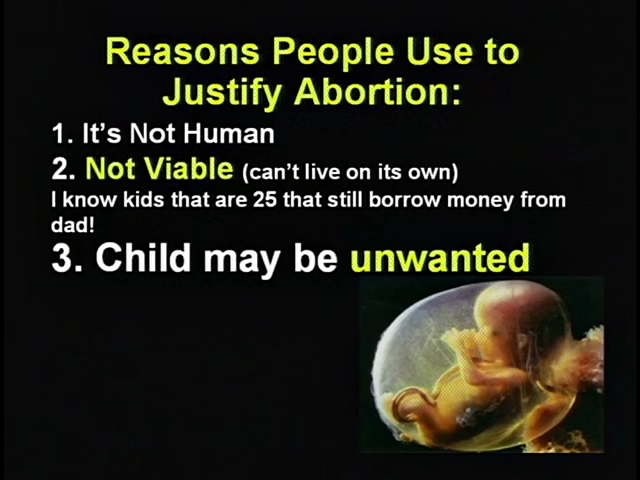 Reasons People Use to
Justify Abortion:
1. It's Not Human
2. Not Viable (can't live on its own)
I know kids that are 25 that still borrow money from
dad!
3. Child may be unwanted